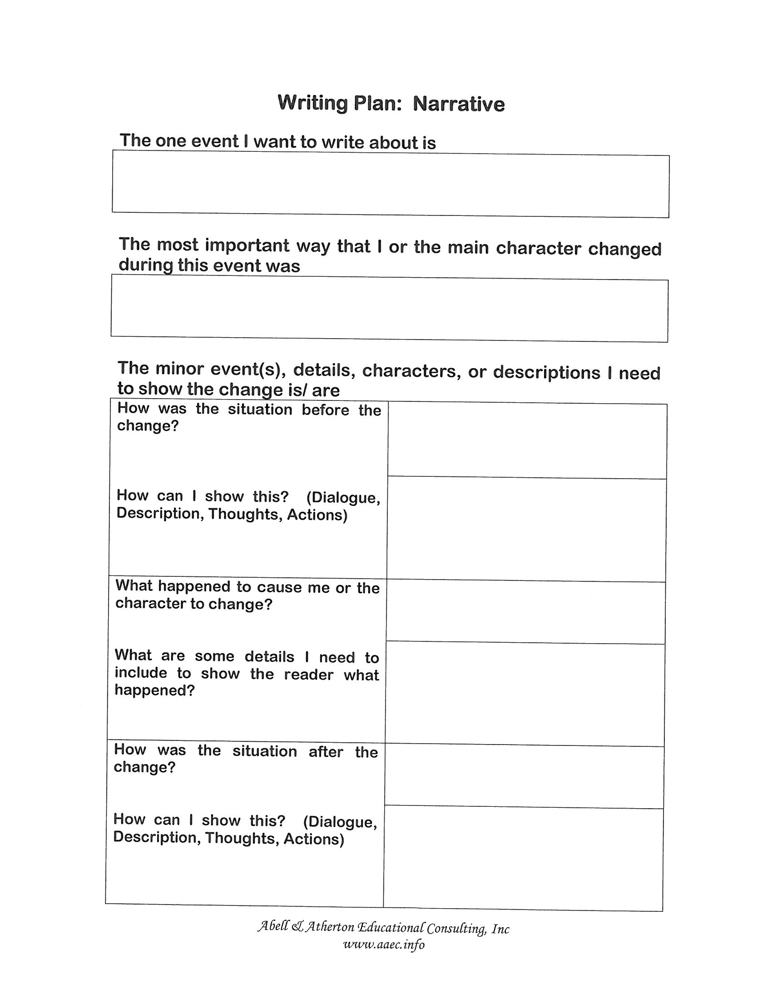 Writing Plan:  Narrative
The one event I want to write about is
The most important way that I or the main character changed
during this event was
The minor event(s), details, characters, or descriptions I need
to show the change is/ are
How was the situation before the
change?
How can I show this?  (Dialogue,
Description, Thoughts, Actions)
What happened to cause me or the
character to change?
What are some details I need to
include to show the reader what
happened?
How was the situation after the
change?
How can I show this?  (Dialogue,
Description, Thoughts, Actions)
Abell & Atherton Educational Consulting, Inc
www.aaec.info